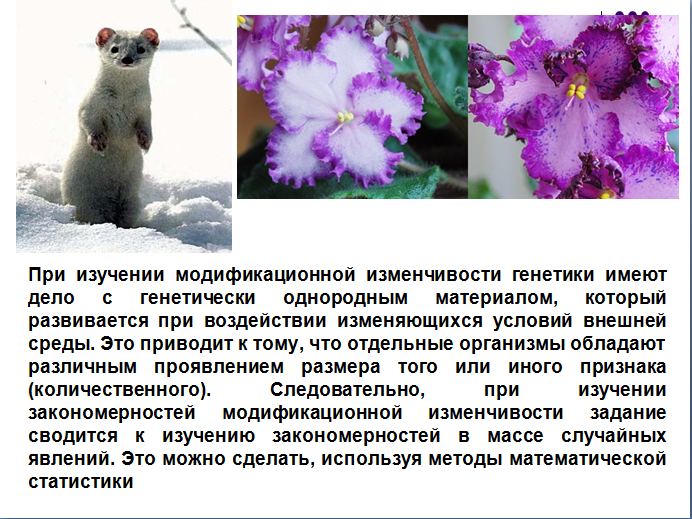 При изучении модификационной изменчивости генетики имеют
дело с генетически однородным материалом, который
развивается при воздействии изменяющихся условий внешней
среды. Это приводит к тому, что отдельные организмы обладают
различным проявлением размера того или иного признака
(количественного). Следовательно, при изучении
закономерностей модификационной изменчивости задание
сводится к изучению закономерностей в массе случайных
явлений. Это можно сделать, используя методы математической
статистики